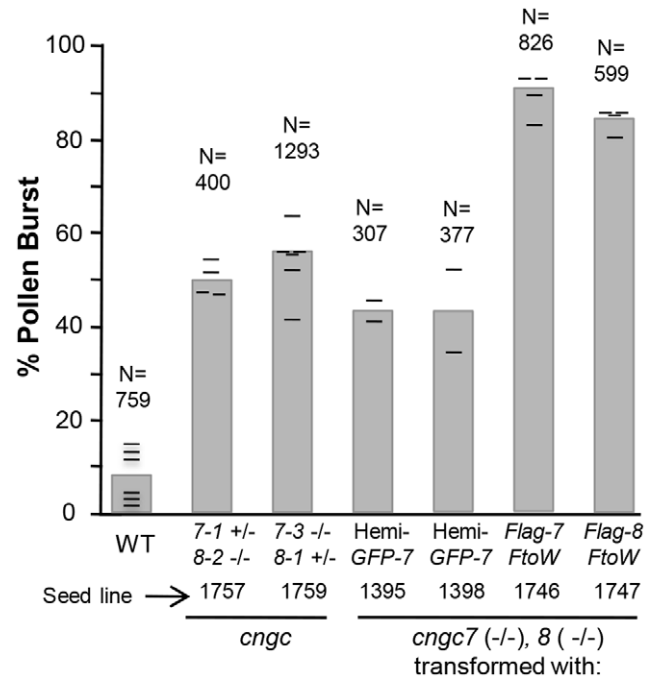 % Pollen Burst
100
80
60
40
20
0
N=
759
N=
400
N=
1293
N=
307
N=
377
N=
826
N=
599
WT
7-1 +/-
8-2 -/-
7-3 -/-
8-1 +/-
Hemi-
GFP-7
Hemi-
GFP-7
Flag-7
FtoW
Flag-8
FtoW
Seed line 1757 1759 1395 1398 1746 1747
cngc
cngc7 (-/-), 8 ( -/-)
transformed with: